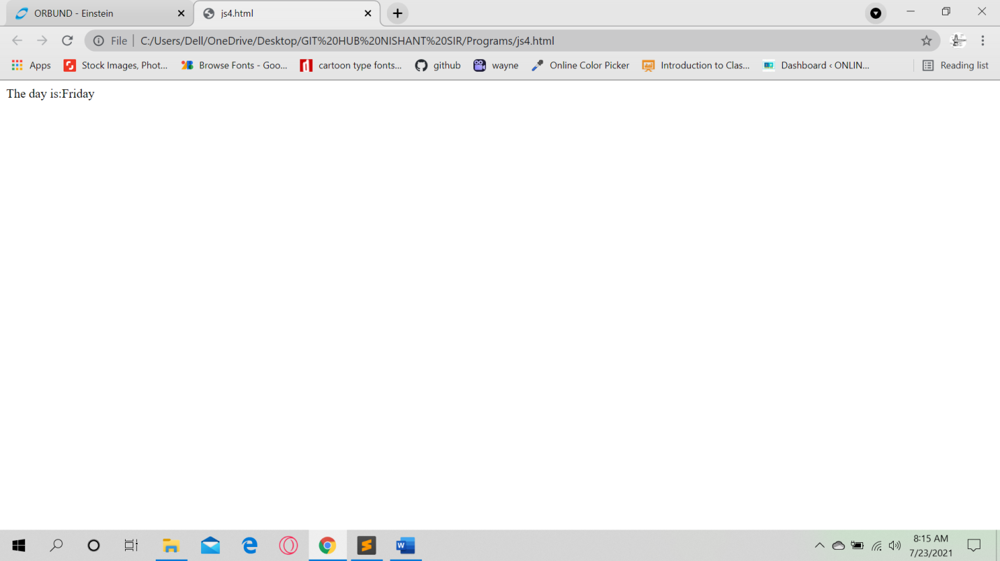 ORBUND - Einstein
js4.html
File
C:/Users/Dell/OneDrive/Desktop/GIT%20HUB%20NISHANT%20SIR/Programs/js4.html
Apps
Stock Images, Phot...
Browse Fonts - Goo...
cartoon type fonts...
github
wayne
Online Color Picker
Introduction to Clas...
Dashboard ‹ ONLIN...
Reading list
The day is:Friday
8:15 AM
7/23/2021